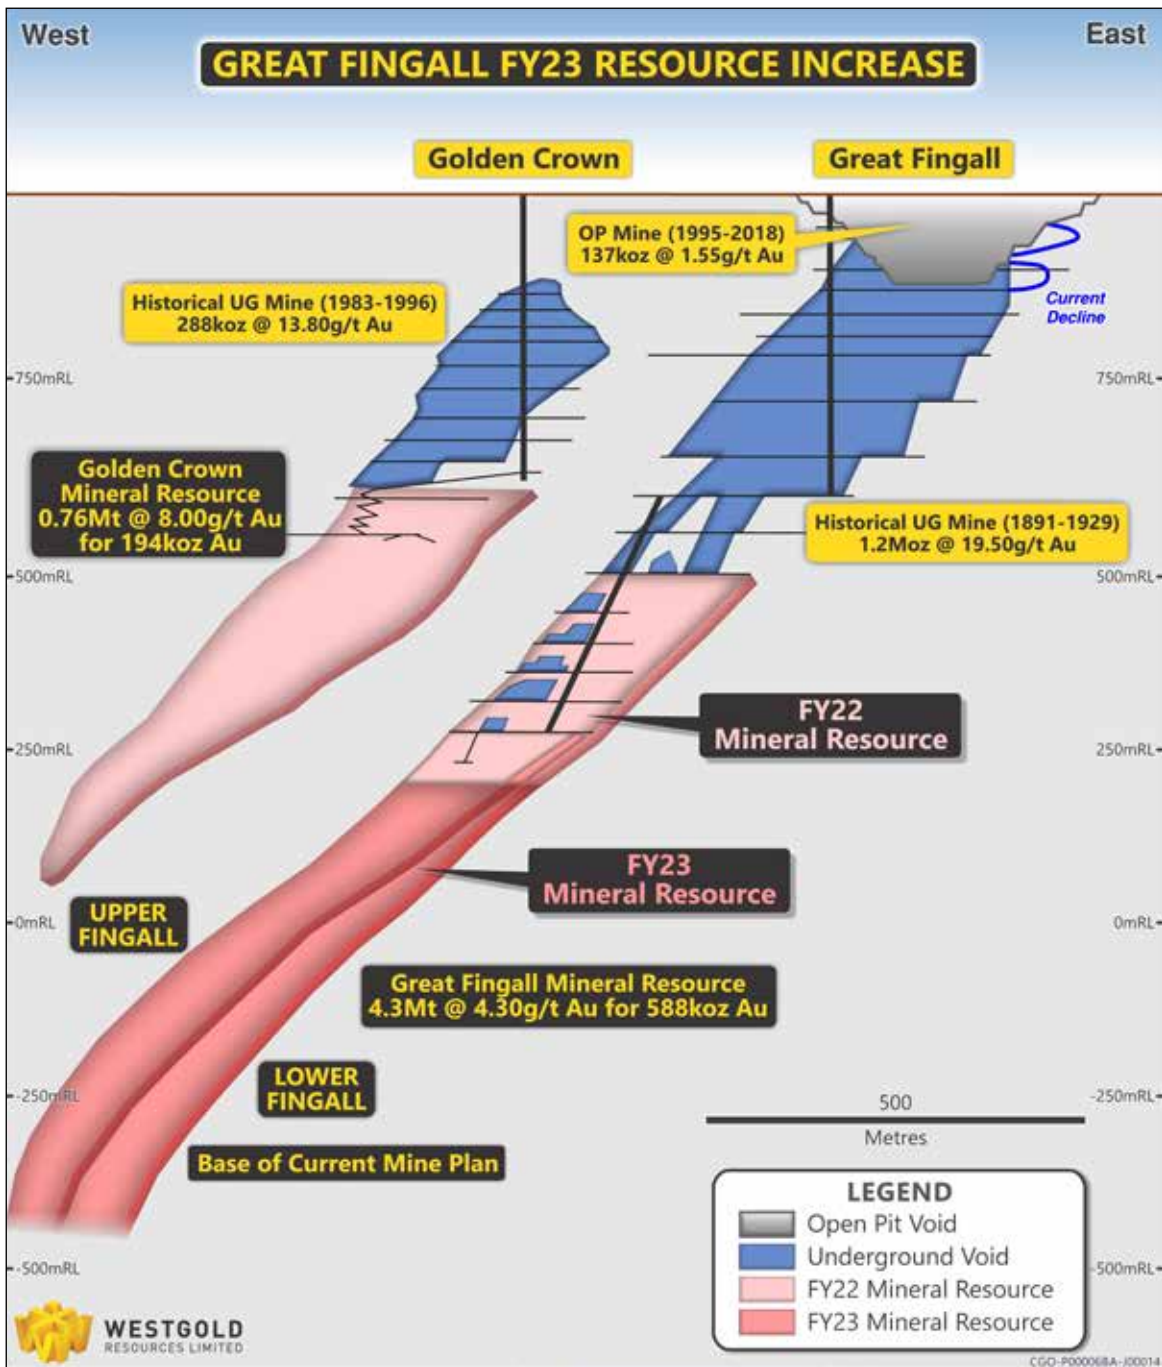 West
East
GREAT FINGALL FY23 RESOURCE INCREASE
Golden Crown
Great Fingall
OP Mine (1995-2018)
137koz @ 1.55g/t Au
Historical UG Mine (1983-1996)
288koz @ 13.80g/t Au
Current
Decline
750mRL
750mRL
Golden Crown
Mineral Resource
0.76Mt @ 8.00g/t Au
for 194koz Au
Historical UG Mine (1891-1929)
1.2Moz @ 19.50g/t Au
500mRL
500mRL
FY22
Mineral Resource
250mRL
250mRL
FY23
Mineral Resource
UPPER
FINGALL
0mRL
0mRL
Great Fingall Mineral Resource
4.3Mt @ 4.30g/t Au for 588koz Au
LOWER
FINGALL
-250mRL
-250mRL
500
Metres
Base of Current Mine Plan
LEGEND
Open Pit Void
Underground Void
FY22 Mineral Resource
FY23 Mineral Resource
-500mRL
-500mRL
WESTGOLD
RESOURCES LIMITED
CGO-P00006BA-J00014